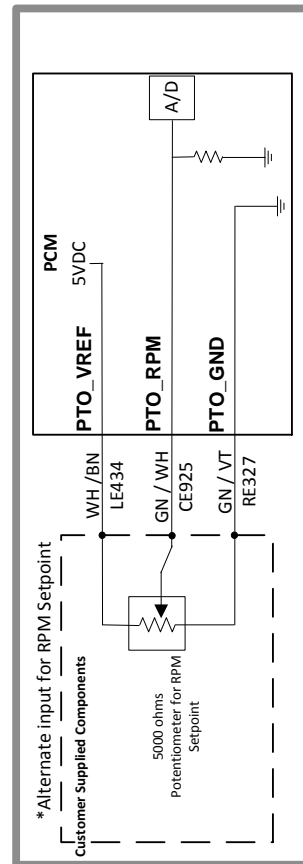 *Alternate input for RPM Setpoint
Customer Supplied Components
5000 ohms
Potentiometer for RPM
Setpoint
WH /BN
LE434
GN / WH
CE925
GN / VT
RE327
PTO_VREF
PTO_RPM
PTO_GND
PCM
5VDC
A/D